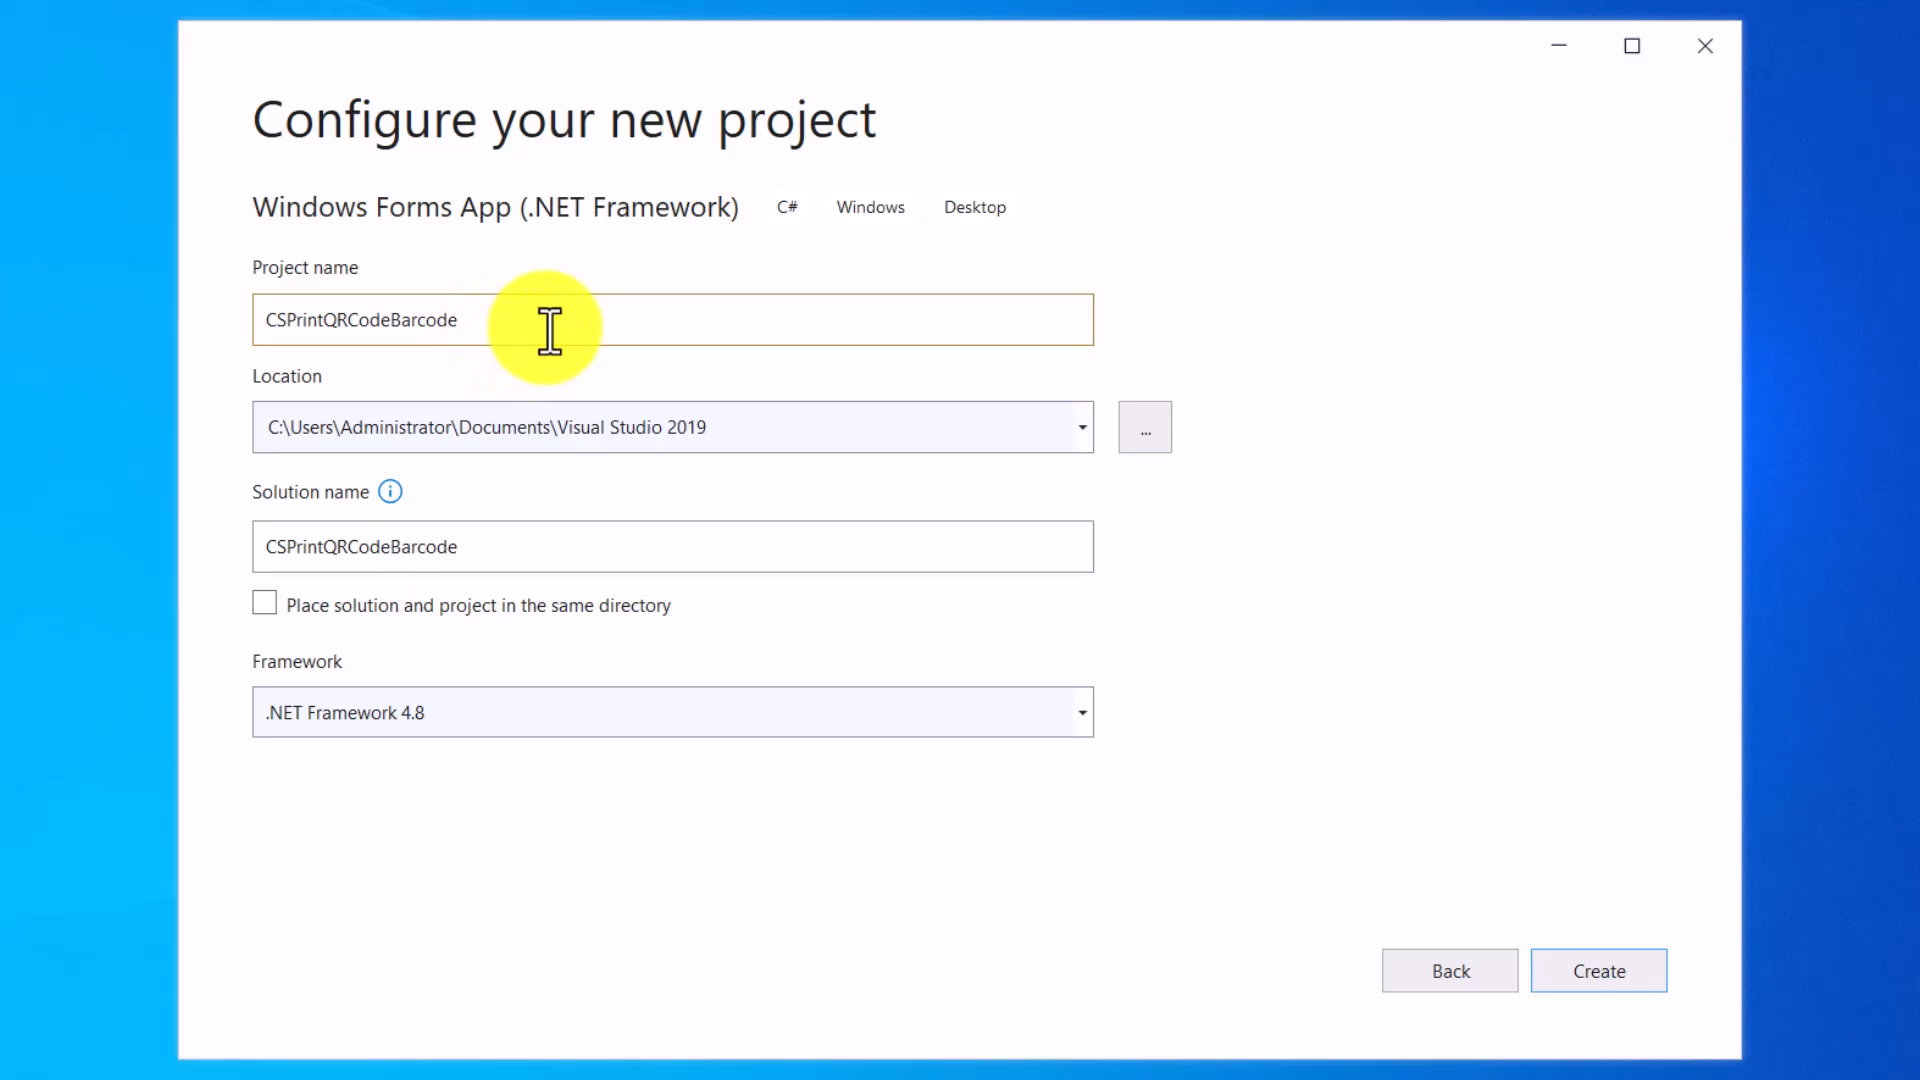 Configure your new project
Windows Forms App (.NET Framework) C# Windows Desktop
Project name
CSPrintQRCodeBarcode
Location
C:\Users\Administrator\Documents\Visual Studio 2019
...
Solution name
CSPrintQRCodeBarcode
Place solution and project in the same directory
Framework
.NET Framework 4.8
Back Create